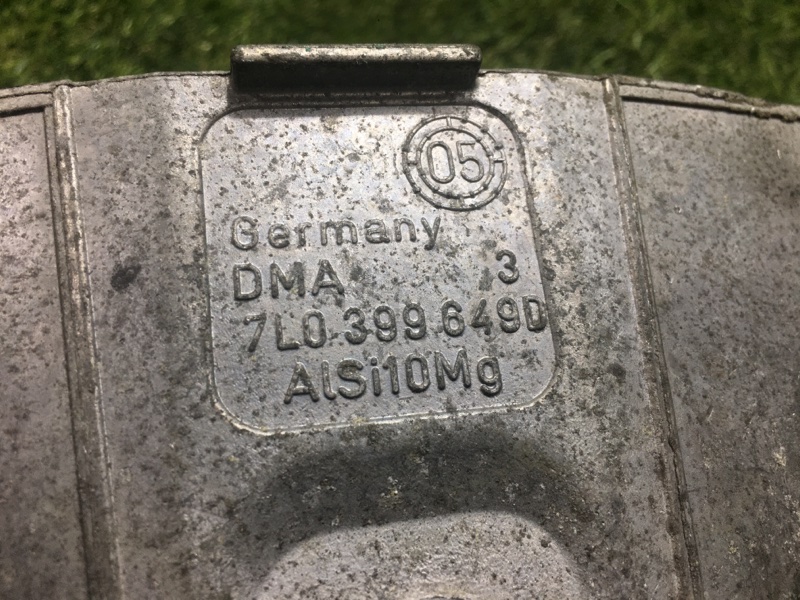 05
Germany
DMA 3
7L0.399.649D
AlSi10Mg